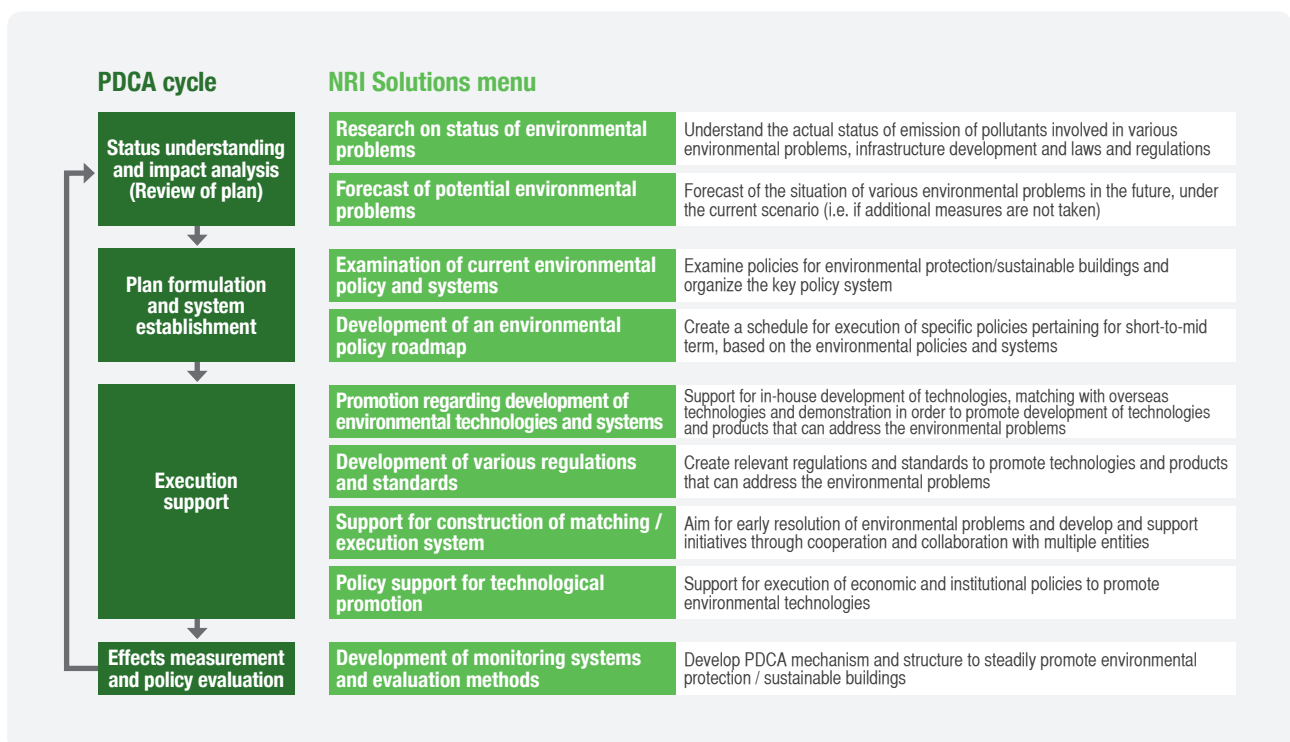 PDCA cycle
NRI Solutions menu
Status understanding
and impact analysis
(Review of plan)
Research on status of environmental
problems
Understand the actual status of emission of pollutants involved in various
environmental problems, infrastructure development and laws and regulations
Forecast of potential environmental
problems
Forecast of the situation of various environmental problems in the future, under
the current scenario (i.e. if additional measures are not taken)
Plan formulation
and system
establishment
Examination of current environmental
policy and systems
Examine policies for environmental protection/sustainable buildings and
organize the key policy system
Development of an environmental
policy roadmap
Create a schedule for execution of specific policies pertaining for short-to-mid
term, based on the environmental policies and systems
Execution
support
Promotion regarding development of
environmental technologies and systems
Support for in-house development of technologies, matching with overseas
technologies and demonstration in order to promote development of technologies
and products that can address the environmental problems
Development of various regulations
and standards
Create relevant regulations and standards to promote technologies and products
that can address the environmental problems
Support for construction of matching /
execution system
Aim for early resolution of environmental problems and develop and support
initiatives through cooperation and collaboration with multiple entities
Policy support for technological
promotion
Support for execution of economic and institutional policies to promote
environmental technologies
Effects measurement
and policy evaluation
Development of monitoring systems
and evaluation methods
Develop PDCA mechanism and structure to steadily promote environmental
protection / sustainable buildings